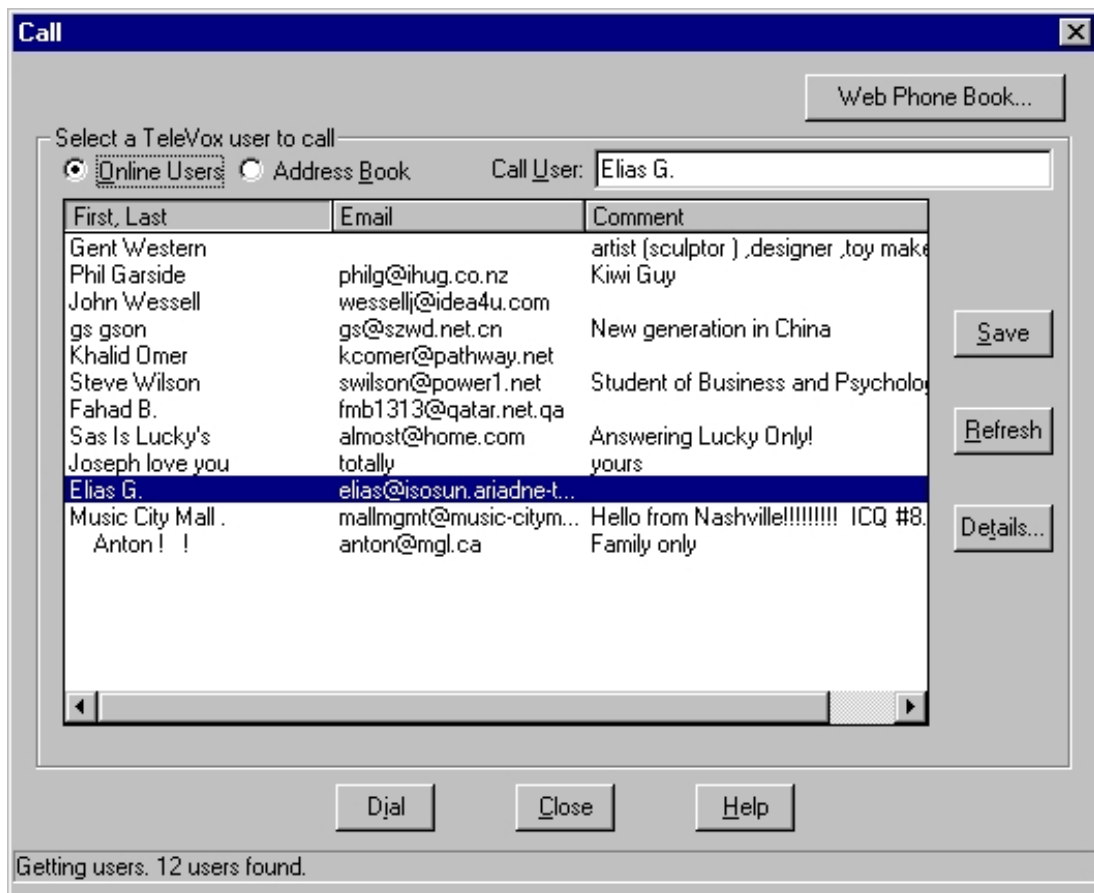 Call
Web Phone Book...
Select a TeleVox user to call
Online Users Address Book Call User: Elias G.
First, Last Email Comment
Gent Western artist (sculptor ) ,designer ,toy make
Phil Garside philg@ihug.co.nz Kiwi Guy
John Wessell wessellj@idea4u.com
gs gson gs@szwd.net.cn New generation in China
Khalid Omer kcomer@pathway.net
Steve Wilson swilson@power1.net Student of Business and Psycholog
Fahad B. fmb1313@qatar.net.qa
Sas Is Lucky's almost@home.com Answering Lucky Only!
Joseph love you totally yours
Elias G. elias@isosun.ariadne-t...
Music City Mall . mallmgmt@music-citym... Hello from Nashville!!!!!!!!! ICQ #8.
Anton ! ! anton@mgl.ca Family only
Save
Refresh
Details...
Dial Close Help
Getting users. 12 users found.